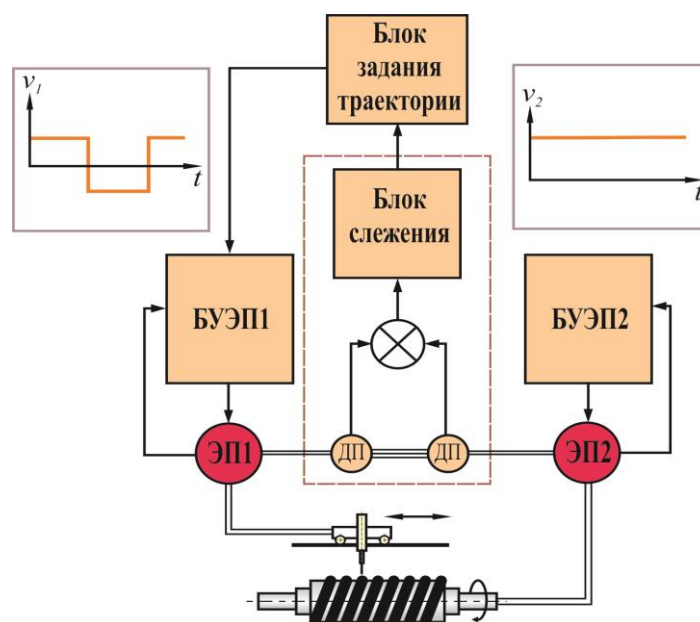 Блок
задания
траектории
v₁
t
v₂
t
Блок
слежения
БУЭП1
БУЭП2
ЭП1
ДП
ДП
ЭП2